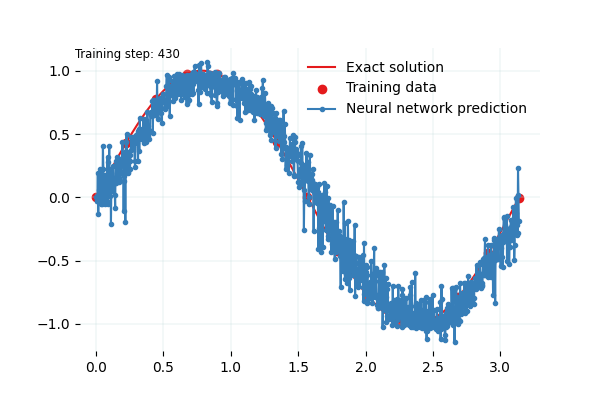 Training step: 430
Exact solution
Training data
Neural network prediction
1.0
0.5
0.0
−0.5
−1.0
0.0 0.5 1.0 1.5 2.0 2.5 3.0